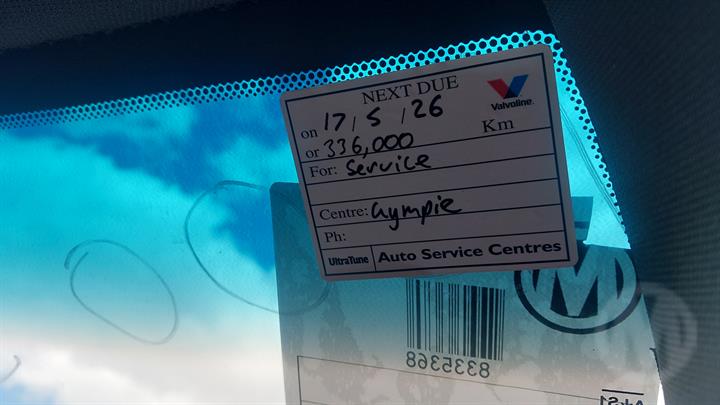 NEXT DUE
Valvoline.
on 17/5/26
or 336,000 Km
For: Service
Centre: Gympie
Ph:
UltraTune Auto Service Centres
M
8335368